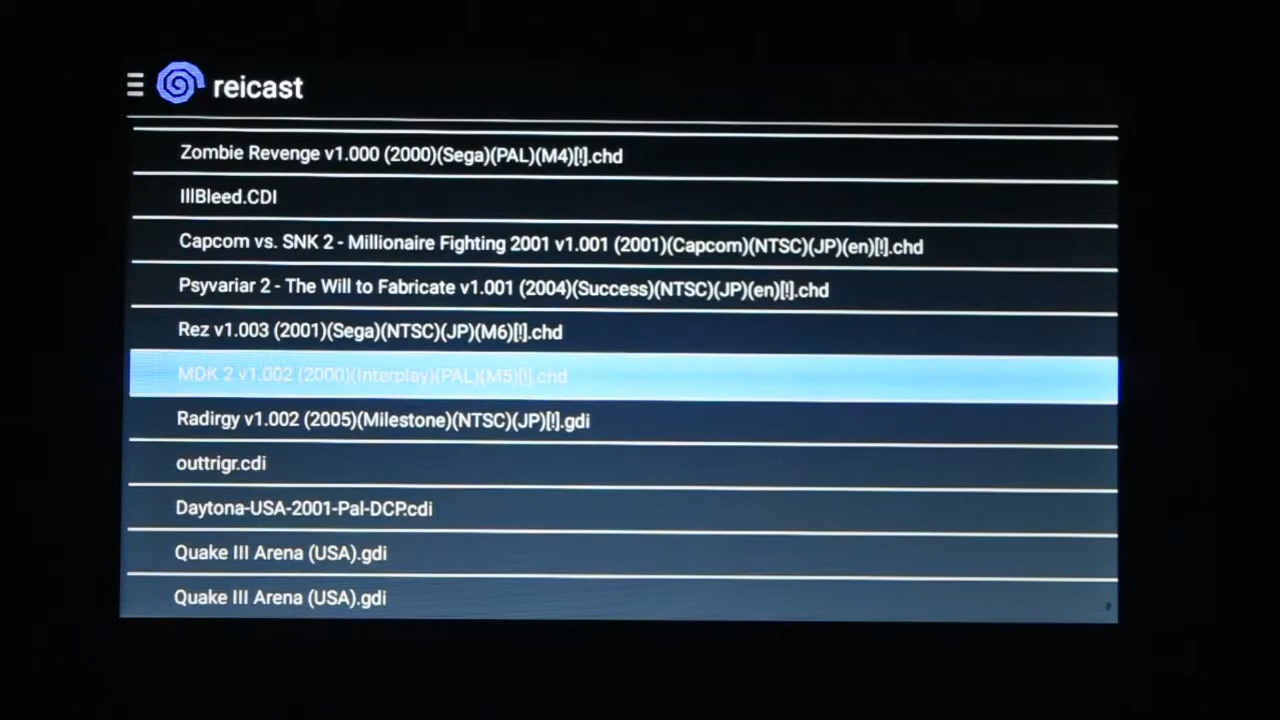 reicast
Zombie Revenge v1.000 (2000)(Sega)(PAL)(M4)[!].chd
IllBleed.CDI
Capcom vs. SNK 2 - Millionaire Fighting 2001 v1.001 (2001)(Capcom)(NTSC)(JP)(en)[!].chd
Psyvariar 2 - The Will to Fabricate v1.001 (2004)(Success)(NTSC)(JP)(en)[!].chd
Rez v1.003 (2001)(Sega)(NTSC)(JP)(M6)[!].chd
MDK 2 v1.002 (2000)(Interplay)(PAL)(M5)[!].chd
Radirgy v1.002 (2005)(Milestone)(NTSC)(JP)[!].gdi
outtrigr.cdi
Daytona-USA-2001-Pal-DCP.cdi
Quake III Arena (USA).gdi
Quake III Arena (USA).gdi